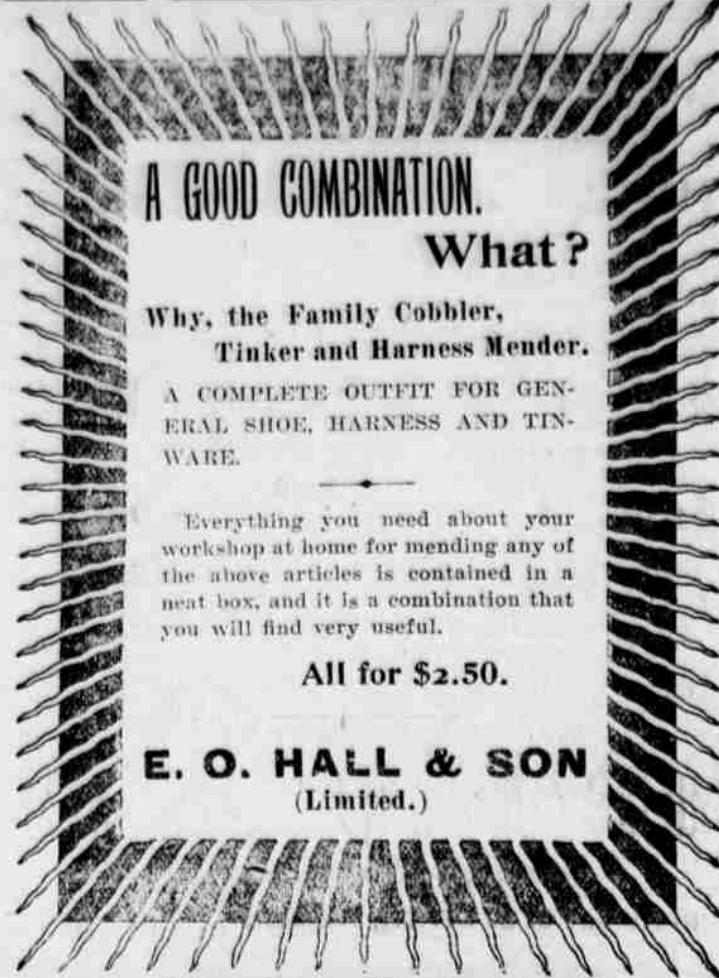 A GOOD COMBINATION.
What?
Why, the Family Cobbler,
Tinker and Harness Mender.
A COMPLETE OUTFIT FOR GEN-
ERAL SHOE, HARNESS AND TIN-
WARE.
Everything you need about your
workshop at home for mending any of
the above articles is contained in a
neat box, and it is a combination that
you will find very useful.
All for $2.50.
E. O. HALL & SON
(Limited.)